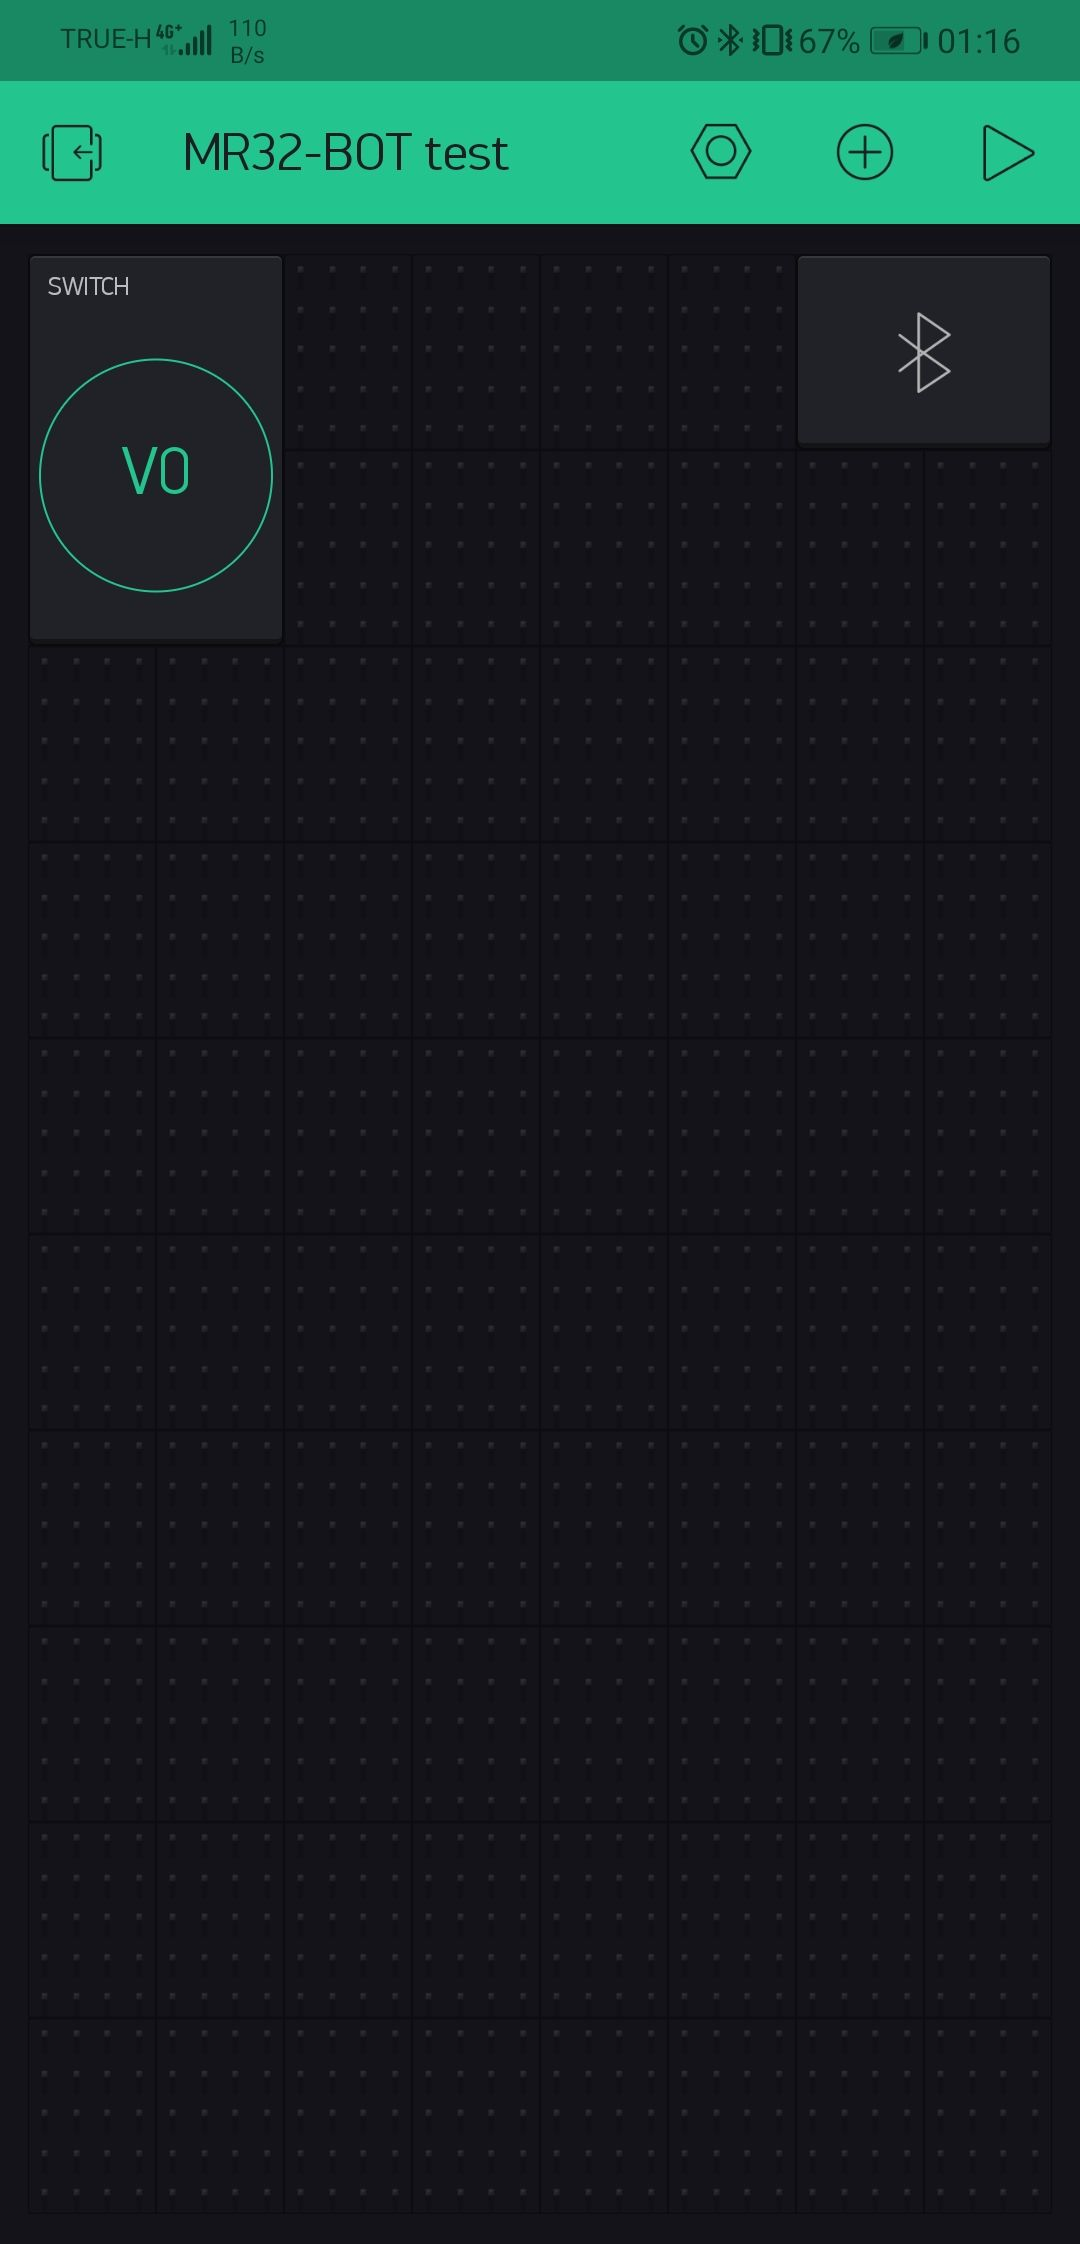 TRUE-H 4G+ 110 B/s 67% 01:16
MR32-BOT test
SWITCH
V0